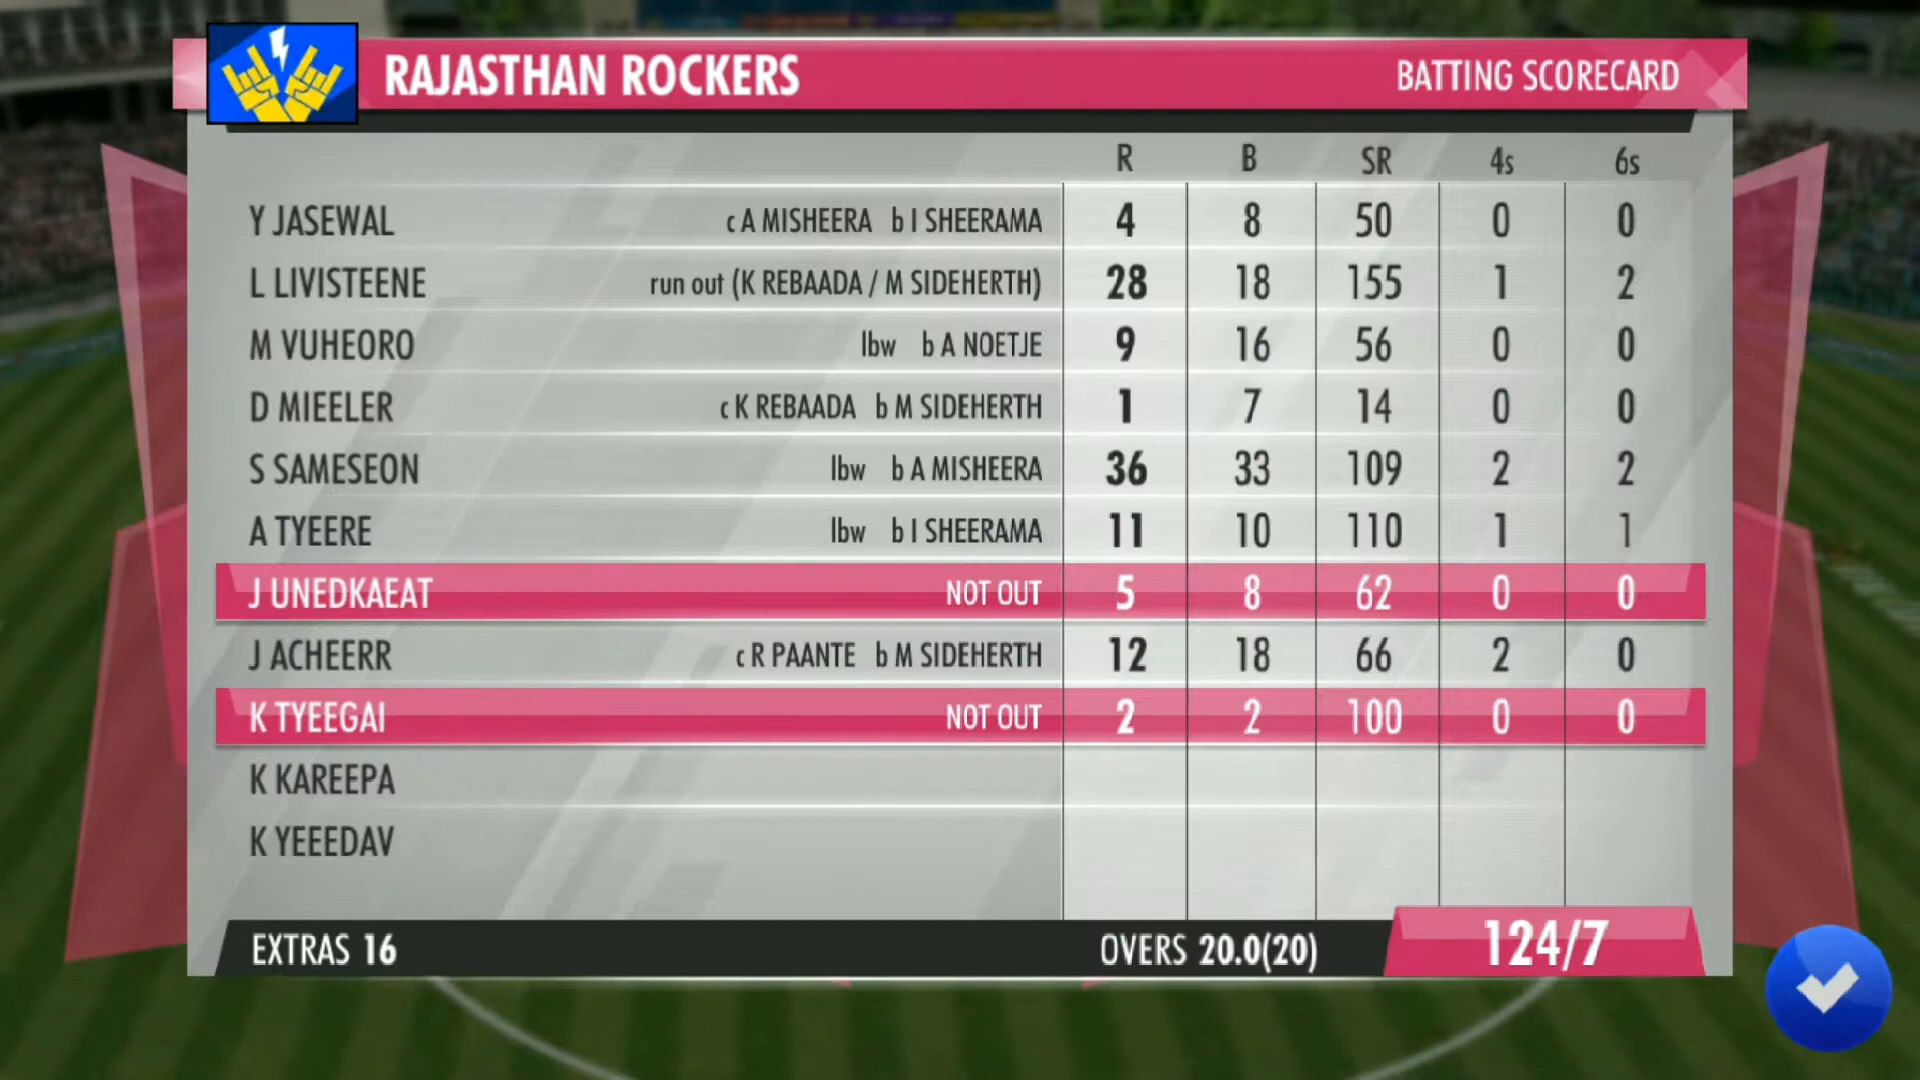 RAJASTHAN ROCKERS BATTING SCORECARD
R B SR 4s 6s
Y JASEWAL c A MISHEERA b I SHEERAMA 4 8 50 0 0
L LIVISTEENE run out (K REBAADA / M SIDEHERTH) 28 18 155 1 2
M VUHEORO lbw b A NOETJE 9 16 56 0 0
D MIEELER c K REBAADA b M SIDEHERTH 1 7 14 0 0
S SAMESEON lbw b A MISHEERA 36 33 109 2 2
A TYEERE lbw b I SHEERAMA 11 10 110 1 1
J UNEDKAEAT NOT OUT 5 8 62 0 0
J ACHEERR c R PAANTE b M SIDEHERTH 12 18 66 2 0
K TYEEGAI NOT OUT 2 2 100 0 0
K KAREEPA
K YEEEDAV
EXTRAS 16 OVERS 20.0(20) 124/7